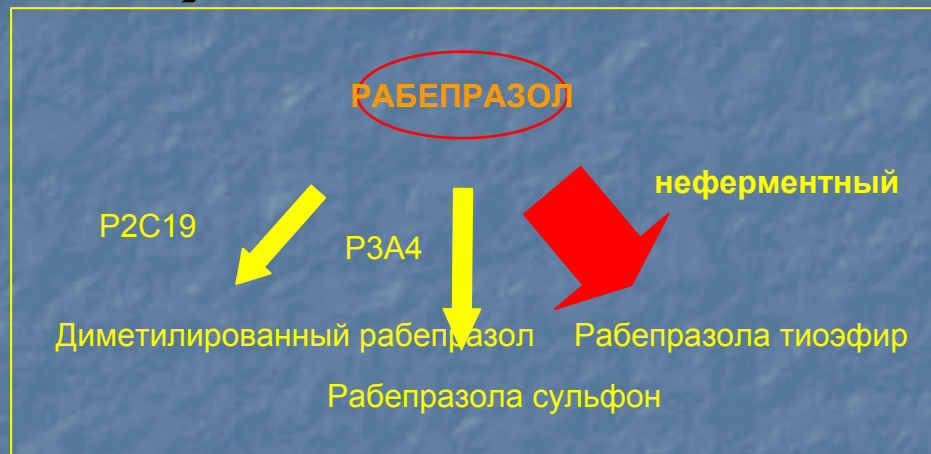 РАБЕПРАЗОЛ
неферментный
P2C19
P3A4
Диметилированный рабепразол
Рабепразола тиоэфир
Рабепразола сульфон